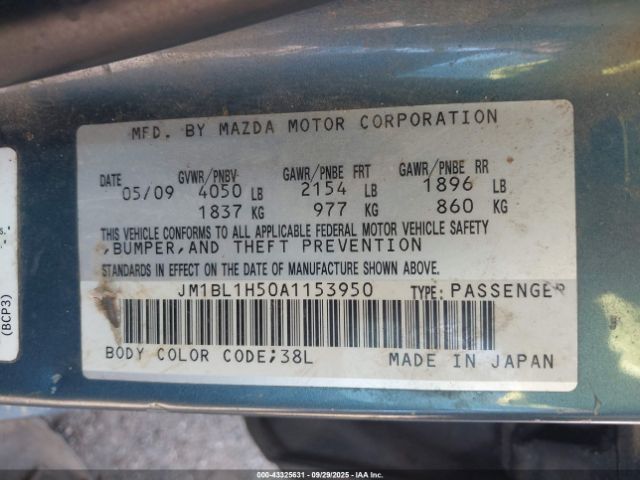 MFD. BY MAZDA MOTOR CORPORATION
DATE GVWR/PNBV GAWR/PNBE FRT GAWR/PNBE RR
05/09 4050 LB 2154 LB 1896 LB
1837 KG 977 KG 860 KG
THIS VEHICLE CONFORMS TO ALL APPLICABLE FEDERAL MOTOR VEHICLE SAFETY
,BUMPER,AND THEFT PREVENTION
STANDARDS IN EFFECT ON THE DATE OF MANUFACTURE SHOWN ABOVE.
JM1BL1H50A1153950 TYPE: PASSENGER
BODY COLOR CODE;38L MADE IN JAPAN
(BCP3)
000-43325631 - 09/29/2025 - IAA, Inc.